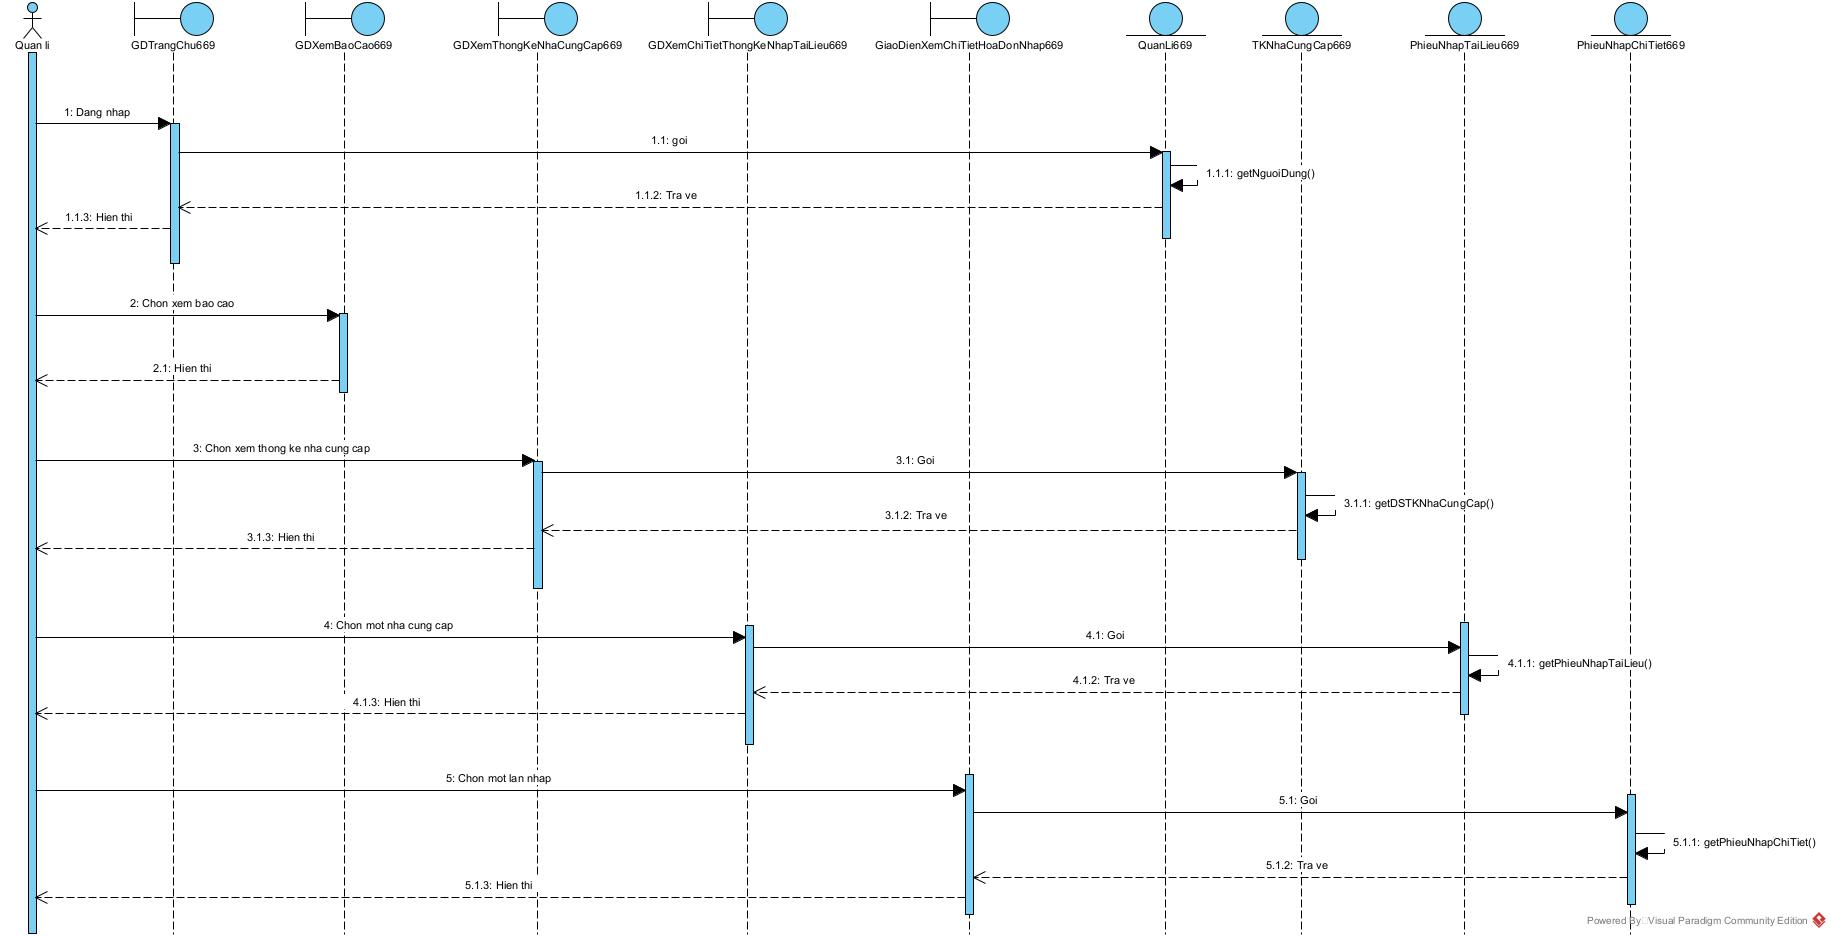 Quan li
GDTrangChu669
GDXemBaoCao669
GDXemThongKeNhaCungCap669
GDXemChiTietThongKeNhapTaiLieu669
GiaoDienXemChiTietHoaDonNhap669
QuanLi669
TKNhaCungCap669
PhieuNhapTaiLieu669
PhieuNhapChiTiet669
1: Dang nhap
1.1: goi
1.1.1: getNguoiDung()
1.1.2: Tra ve
1.1.3: Hien thi
2: Chon xem bao cao
2.1: Hien thi
3: Chon xem thong ke nha cung cap
3.1: Goi
3.1.1: getDSTKNhaCungCap()
3.1.2: Tra ve
3.1.3: Hien thi
4: Chon mot nha cung cap
4.1: Goi
4.1.1: getPhieuNhapTaiLieu()
4.1.2: Tra ve
4.1.3: Hien thi
5: Chon mot lan nhap
5.1: Goi
5.1.1: getPhieuNhapChiTiet()
5.1.2: Tra ve
5.1.3: Hien thi
Powered By Visual Paradigm Community Edition